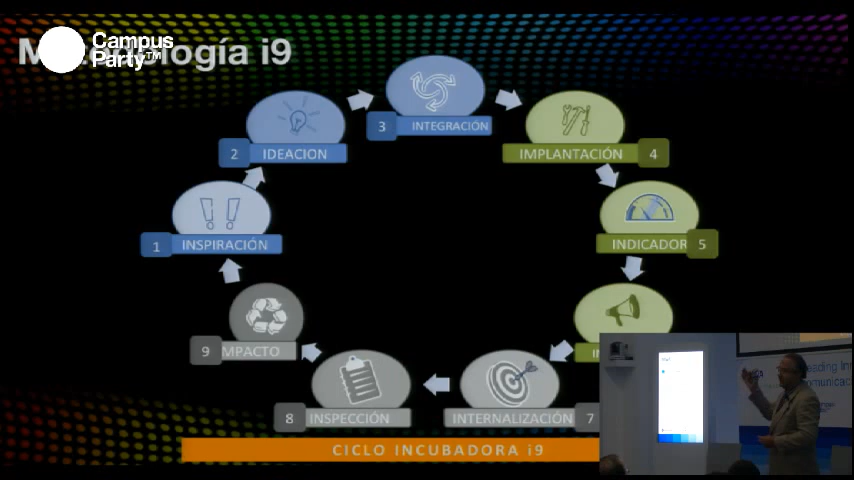 Metodología i9
Campus
Party™
3 INTEGRACIÓN
2 IDEACION
IMPLANTACIÓN 4
1 INSPIRACIÓN
INDICADOR 5
9 IMPACTO
8 INSPECCIÓN
INTERNALIZACIÓN 7
CICLO INCUBADORA i9